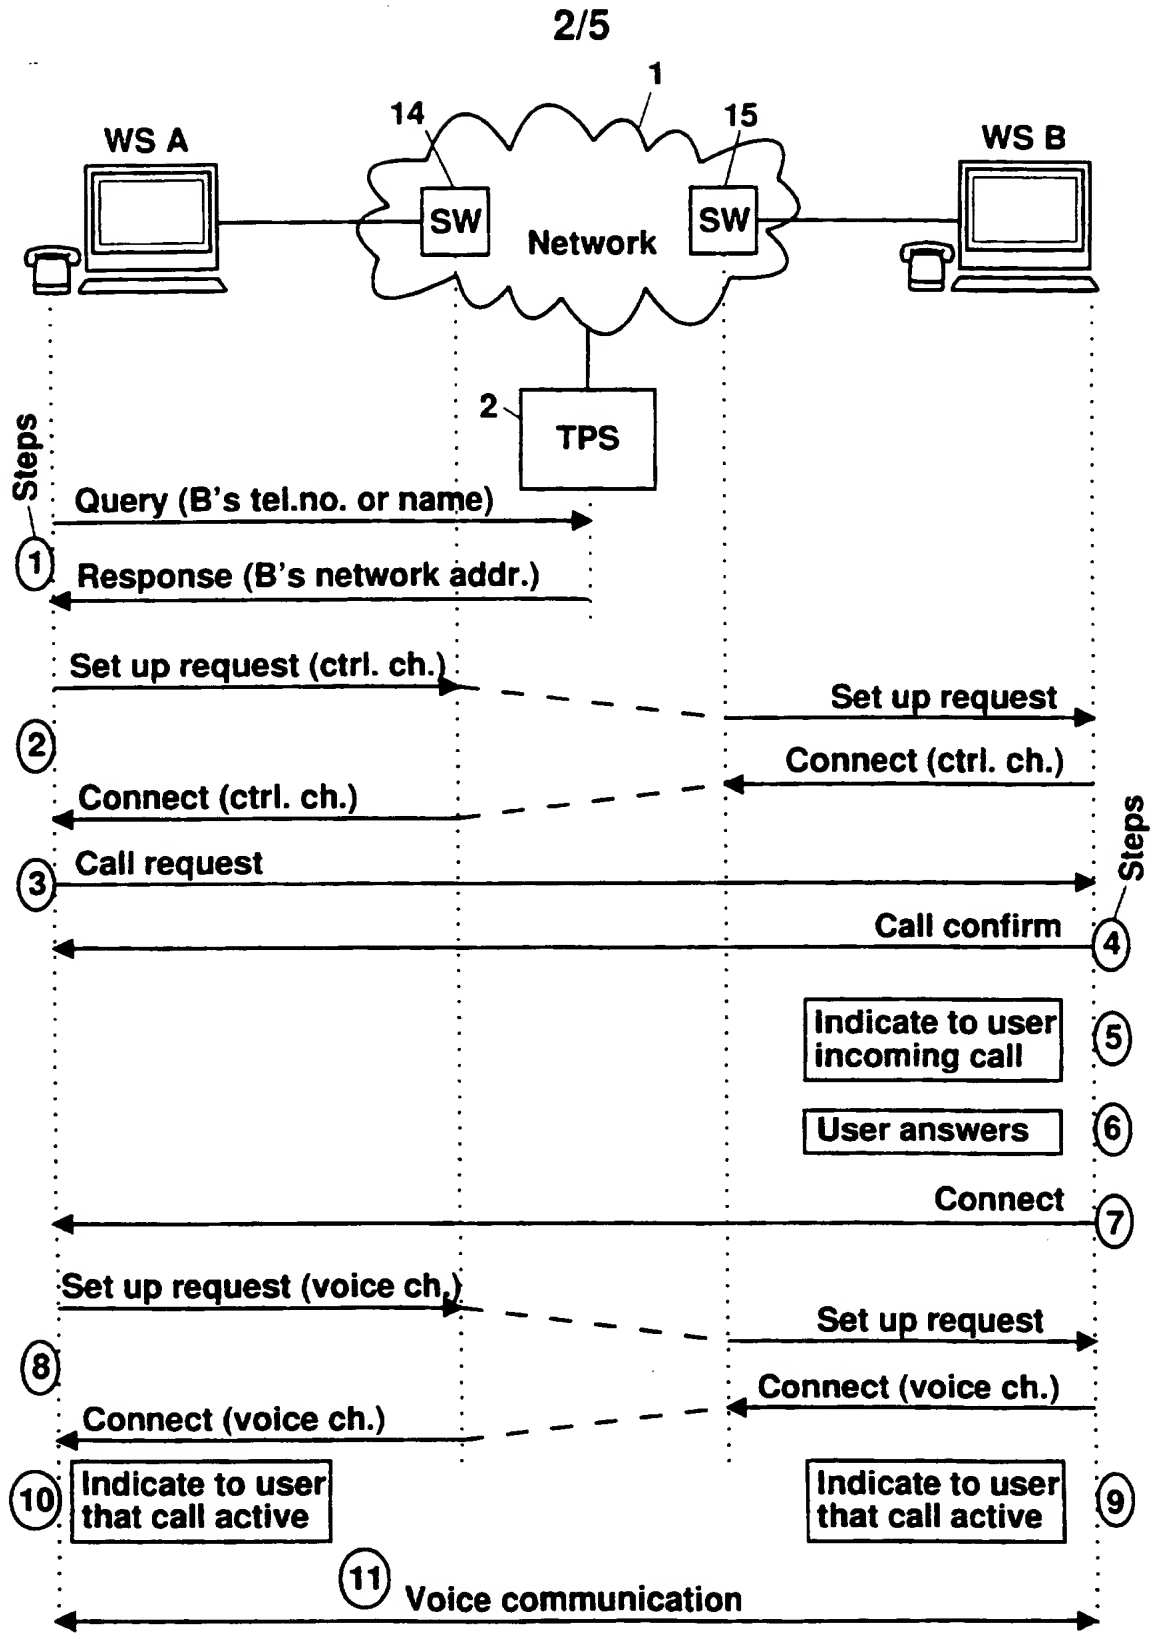 2/5
1
14
15
WS A
WS B
SW
SW
Network
2
TPS
Steps
Query (B's tel.no. or name)
1
Response (B's network addr.)
Set up request (ctrl. ch.)
Set up request
2
Connect (ctrl. ch.)
Connect (ctrl. ch.)
Steps
Call request
3
Call confirm
4
Indicate to user
incoming call
5
User answers
6
Connect
7
Set up request (voice ch.)
Set up request
8
Connect (voice ch.)
Connect (voice ch.)
10
Indicate to user
that call active
Indicate to user
that call active
9
11
Voice communication